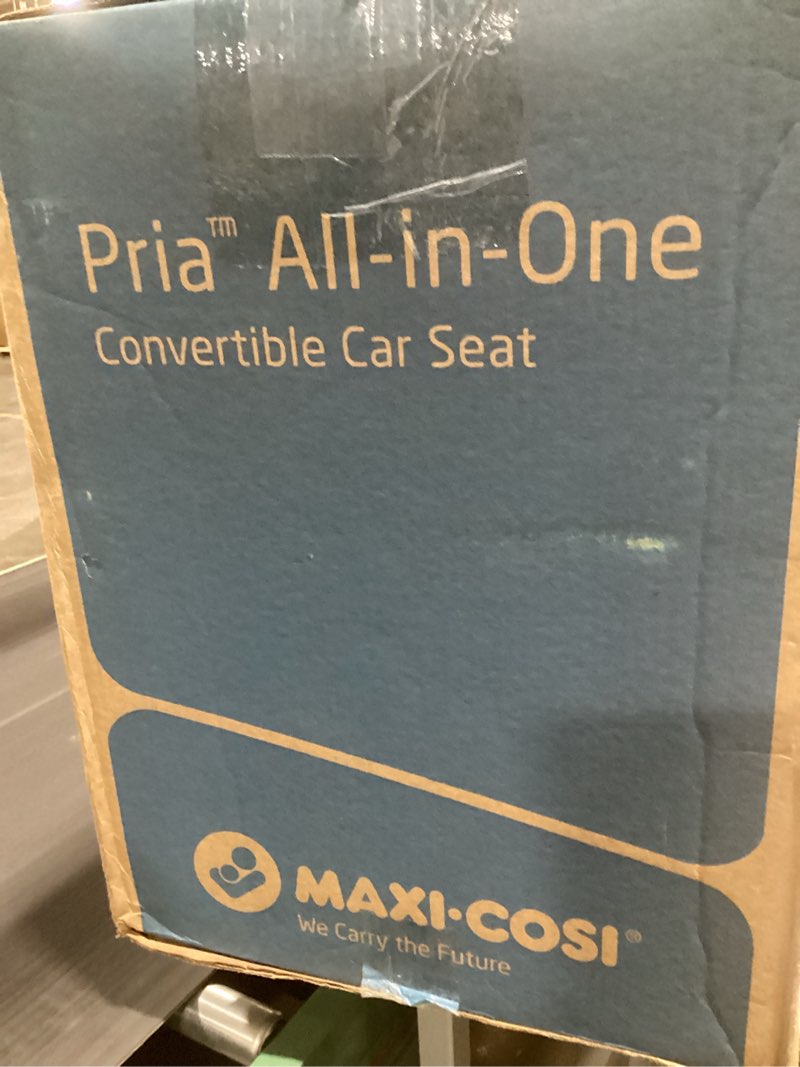 Pria™ All-in-One
Convertible Car Seat
MAXI·COSI®
We Carry the Future